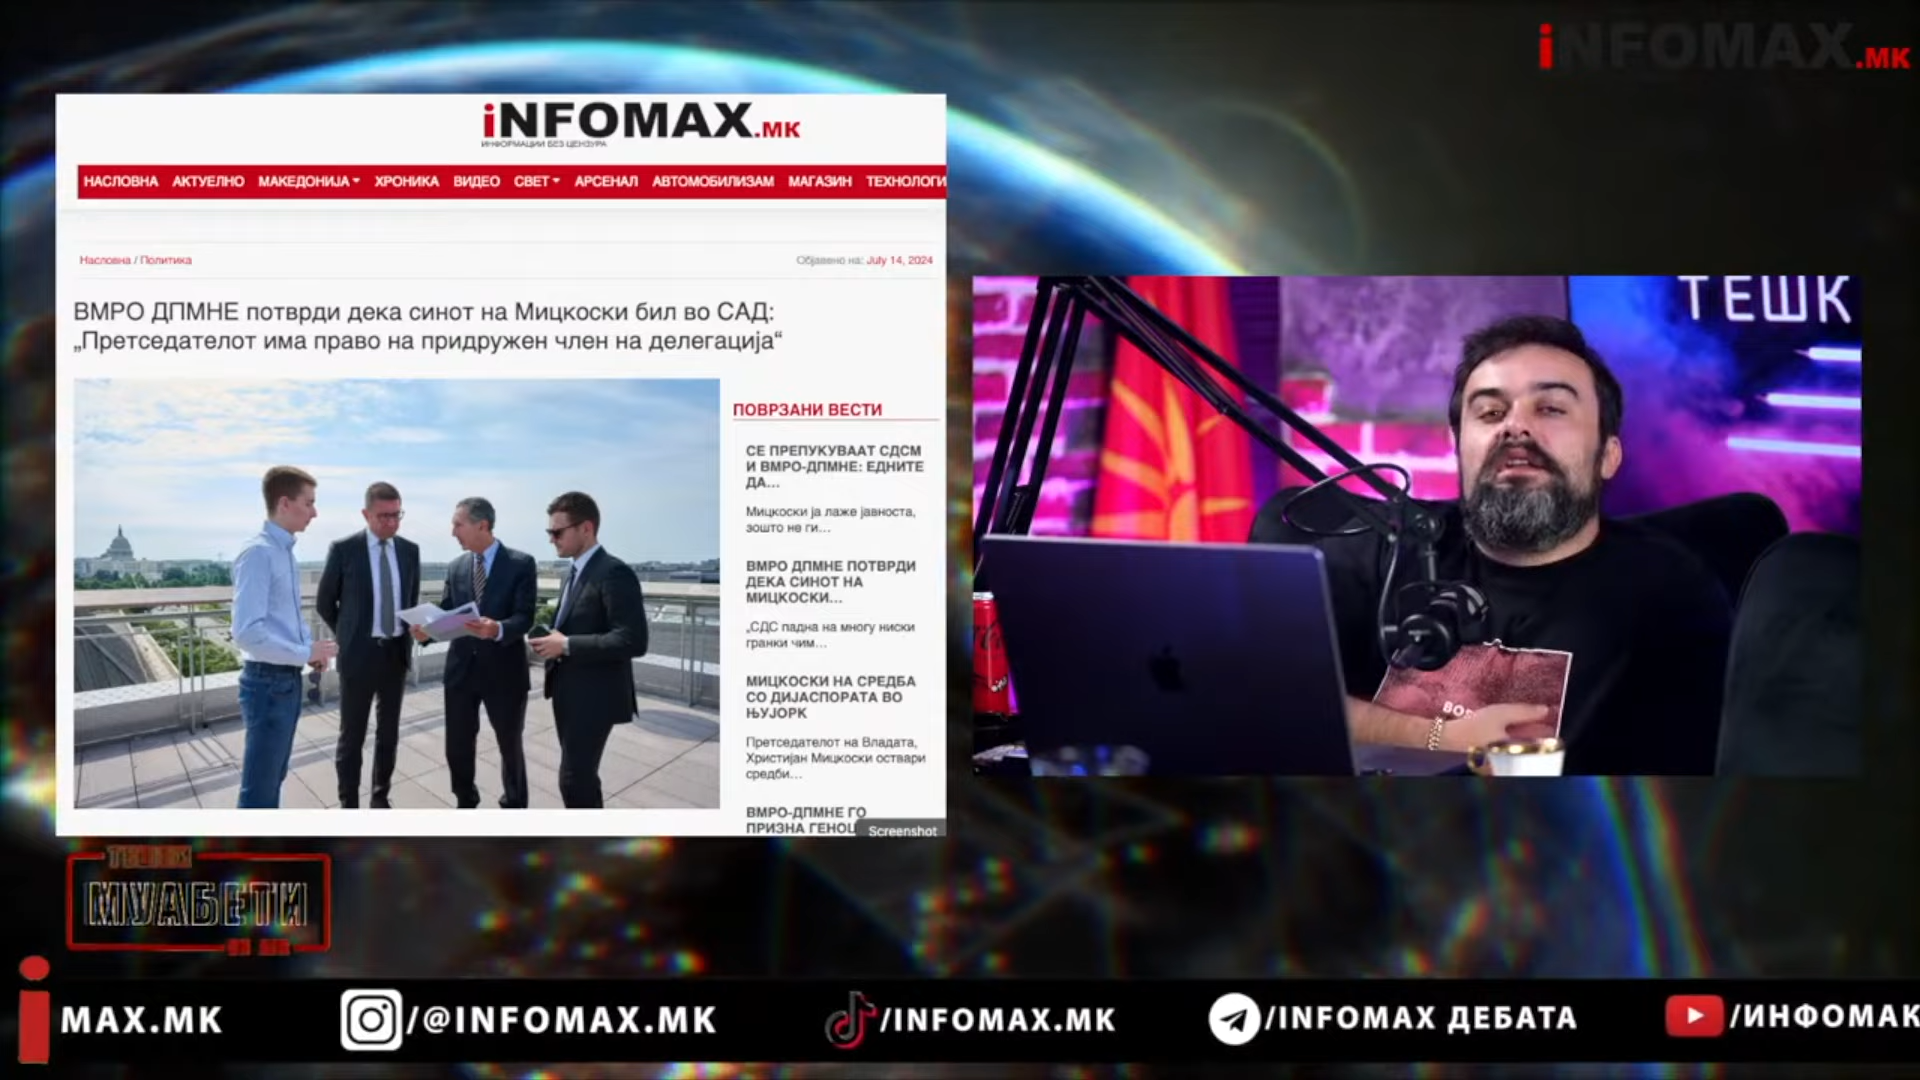 iNFOMAX.МК
iNFOMAX.МК
ИНФОРМАЦИИ БЕЗ ЦЕНЗУРА
НАСЛОВНА АКТУЕЛНО МАКЕДОНИЈА ХРОНИКА ВИДЕО СВЕТ АРСЕНАЛ АВТОМОБИЛИЗАМ МАГАЗИН ТЕХНОЛОГИ
Насловна / Политика
Објавено на: July 14, 2024
ВМРО ДПМНЕ потврди дека синот на Мицкоски бил во САД:
„Претседателот има право на придружен член на делегација“
ПОВРЗАНИ ВЕСТИ
СЕ ПРЕПУКУВААТ СДСМ
И ВМРО-ДПМНЕ: ЕДНИТЕ
ДА...
Мицкоски ја лаже јавноста,
зошто не ги...
ВМРО ДПМНЕ ПОТВРДИ
ДЕКА СИНОТ НА
МИЦКОСКИ...
„СДС падна на многу ниски
гранки чим...
МИЦКОСКИ НА СРЕДБА
СО ДИЈАСПОРАТА ВО
ЊУЈОРК
Претседателот на Владата,
Христијан Мицкоски оствари
средби...
ВМРО-ДПМНЕ ГО
ПРИЗНА ГЕНОЦ
Screenshot
ТЕШК
МУАБЕТИ
MAX.MK
/@INFOMAX.MK
/INFOMAX.MK
/INFOMAX ДЕБАТА
/ИНФОМАК